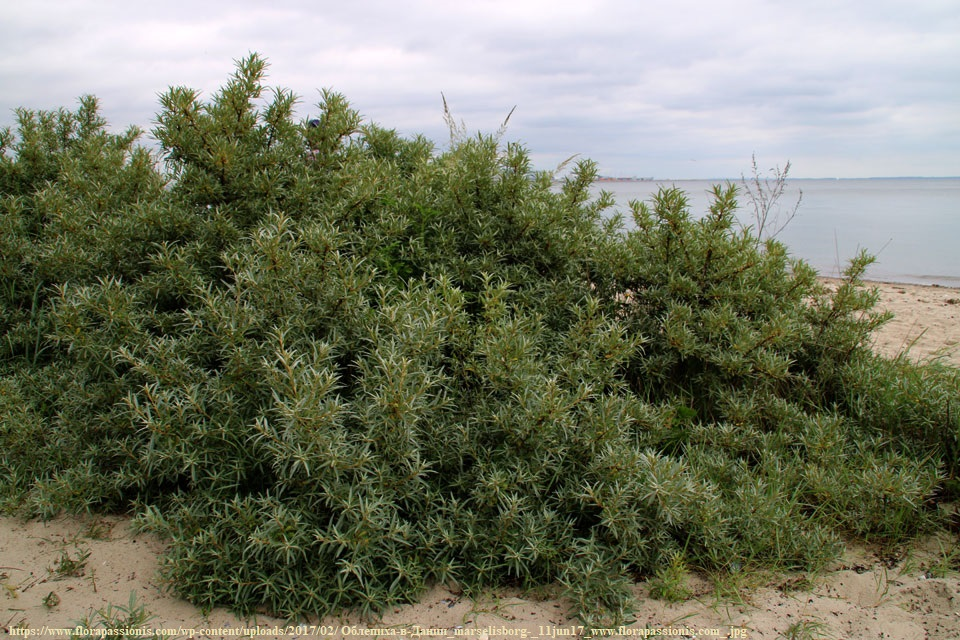 https://www.florapassionis.com/wp-content/uploads/2017/02/ Облепиха-в-Дании_marselisborg-_11jun17_www.florapassionis.com_.jpg